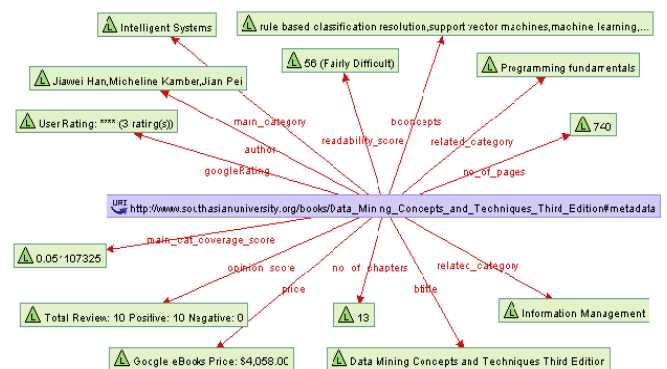 Intelligent Systems
rule based classification resolution,support vector machines,machine learning,...
56 (Fairly Difficult)
Programming fundamentals
Jiawei Han,Micheline Kamber,Jian Pei
User Rating: **** (3 rating(s))
740
main_category
bconcepts
readability_score
related_category
author
googleRating
no_of_pages
URI http://www.southasianuniversity.org/books/Data_Mining_Concepts_and_Techniques_Third_Edition#metadata
main_cat_coverage_score
0.05107325
opinion_score
no_of_chapters
related_category
price
btitle
Total Review: 10 Positive: 10 Negative: 0
13
Information Management
Google eBooks Price: $4,058.00
Data Mining Concepts and Techniques Third Edition